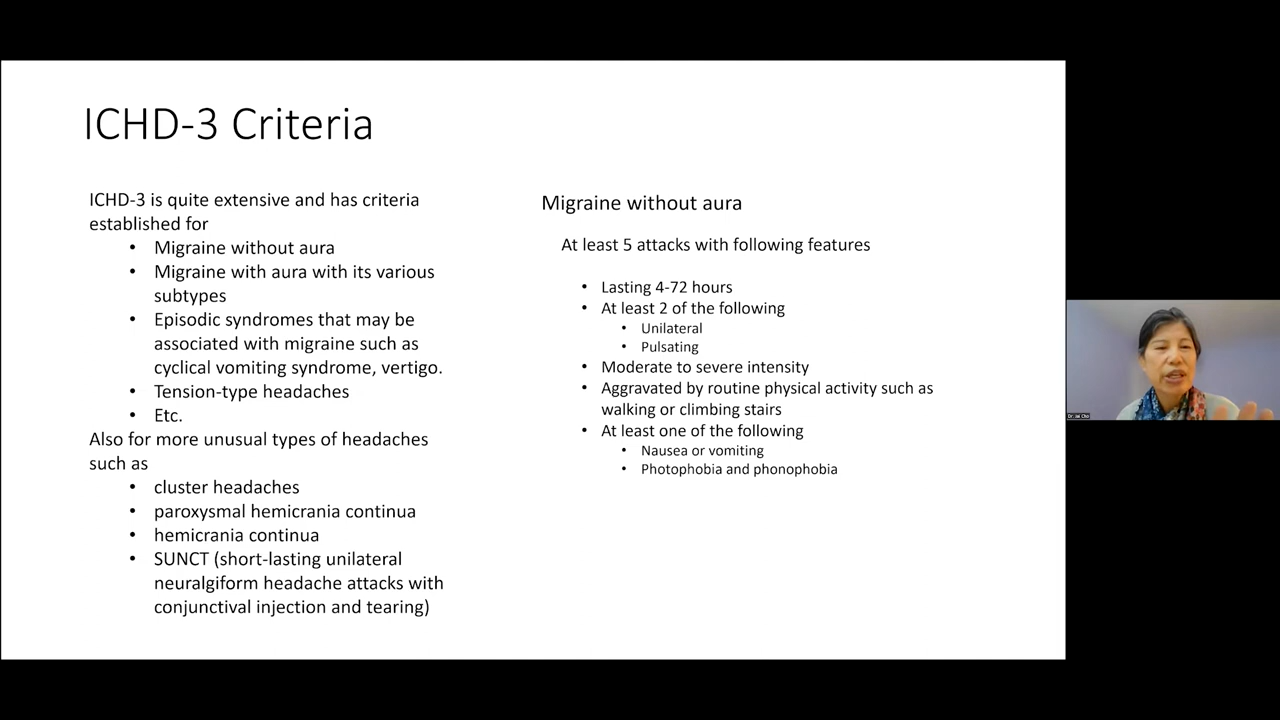 ICHD-3 Criteria
ICHD-3 is quite extensive and has criteria
established for
• Migraine without aura
• Migraine with aura with its various
subtypes
• Episodic syndromes that may be
associated with migraine such as
cyclical vomiting syndrome, vertigo.
• Tension-type headaches
• Etc.
Also for more unusual types of headaches
such as
• cluster headaches
• paroxysmal hemicrania continua
• hemicrania continua
• SUNCT (short-lasting unilateral
neuralgiform headache attacks with
conjunctival injection and tearing)
Migraine without aura
At least 5 attacks with following features
• Lasting 4-72 hours
• At least 2 of the following
• Unilateral
• Pulsating
• Moderate to severe intensity
• Aggravated by routine physical activity such as
walking or climbing stairs
• At least one of the following
• Nausea or vomiting
• Photophobia and phonophobia